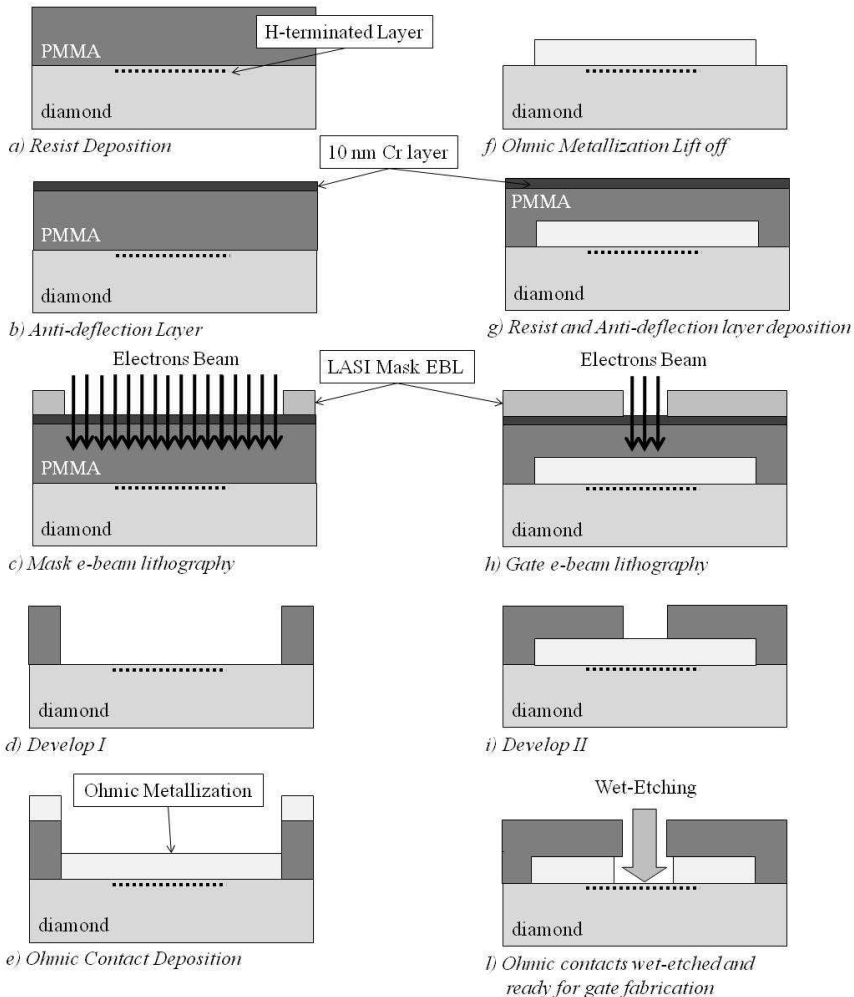 H-terminated Layer
PMMA
diamond
a) Resist Deposition
10 nm Cr layer
PMMA
diamond
b) Anti-deflection Layer
Electrons Beam
LASI Mask EBL
PMMA
diamond
c) Mask e-beam lithography
diamond
d) Develop I
Ohmic Metallization
diamond
e) Ohmic Contact Deposition
diamond
f) Ohmic Metallization Lift off
PMMA
diamond
g) Resist and Anti-deflection layer deposition
Electrons Beam
diamond
h) Gate e-beam lithography
diamond
i) Develop II
Wet-Etching
diamond
l) Ohmic contacts wet-etched and
ready for gate fabrication